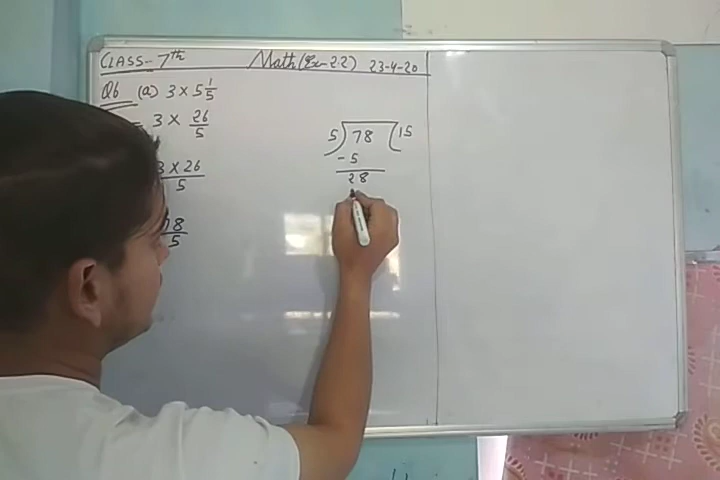 CLASS - 7th Math (Ex-2.2) 23-4-20
Q6 (a) 3 × 5 1/5
= 3 × 26/5
3 × 26/5
78/5
5 ) 78 ( 15
- 5
28